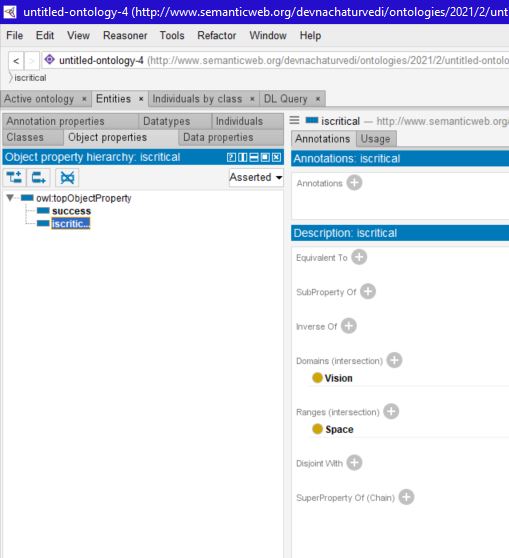 untitled-ontology-4 (http://www.semanticweb.org/devnachaturvedi/ontologies/2021/2/unt
File Edit View Reasoner Tools Refactor Window Help
< > untitled-ontology-4 (http://www.semanticweb.org/devnachaturvedi/ontologies/2021/2/untitled-ontolo
iscritical
Active ontology × Entities × Individuals by class × DL Query ×
Annotation properties Datatypes Individuals
Classes Object properties Data properties
Object property hierarchy: iscritical
Asserted
owl:topObjectProperty
success
iscritic...
iscritical — http://www.semanticweb.org/
Annotations Usage
Annotations: iscritical
Annotations
Description: iscritical
Equivalent To
SubProperty Of
Inverse Of
Domains (intersection)
Vision
Ranges (intersection)
Space
Disjoint With
SuperProperty Of (Chain)